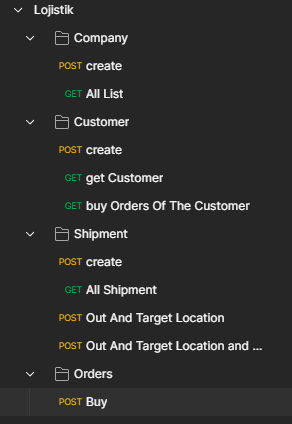 Lojistik
Company
POST create
GET All List
Customer
POST create
GET get Customer
GET buy Orders Of The Customer
Shipment
POST create
GET All Shipment
POST Out And Target Location
POST Out And Target Location and ...
Orders
POST Buy